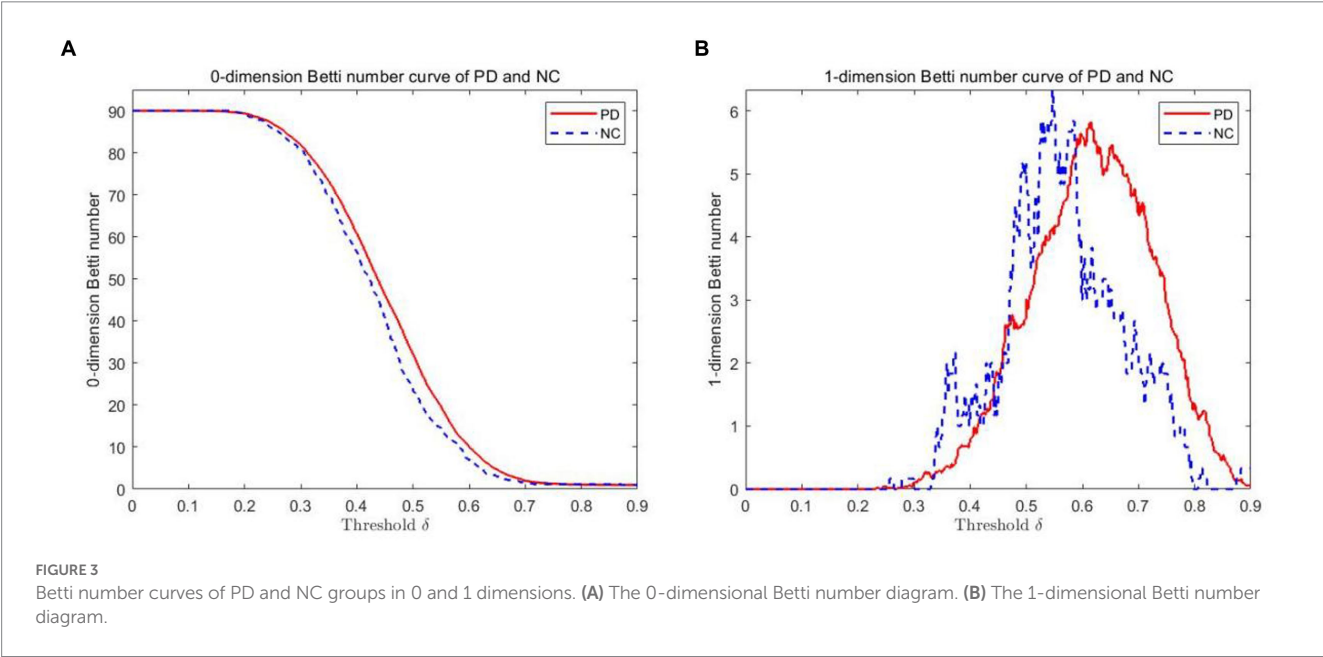 A
0-dimension Betti number curve of PD and NC
0-dimension Betti number
90
80
70
60
50
40
30
20
10
0
PD
NC
0 0.1 0.2 0.3 0.4 0.5 0.6 0.7 0.8 0.9
Threshold δ
B
1-dimension Betti number curve of PD and NC
1-dimension Betti number
6
5
4
3
2
1
0
PD
NC
0 0.1 0.2 0.3 0.4 0.5 0.6 0.7 0.8 0.9
Threshold δ
FIGURE 3
Betti number curves of PD and NC groups in 0 and 1 dimensions. (A) The 0-dimensional Betti number diagram. (B) The 1-dimensional Betti number
diagram.